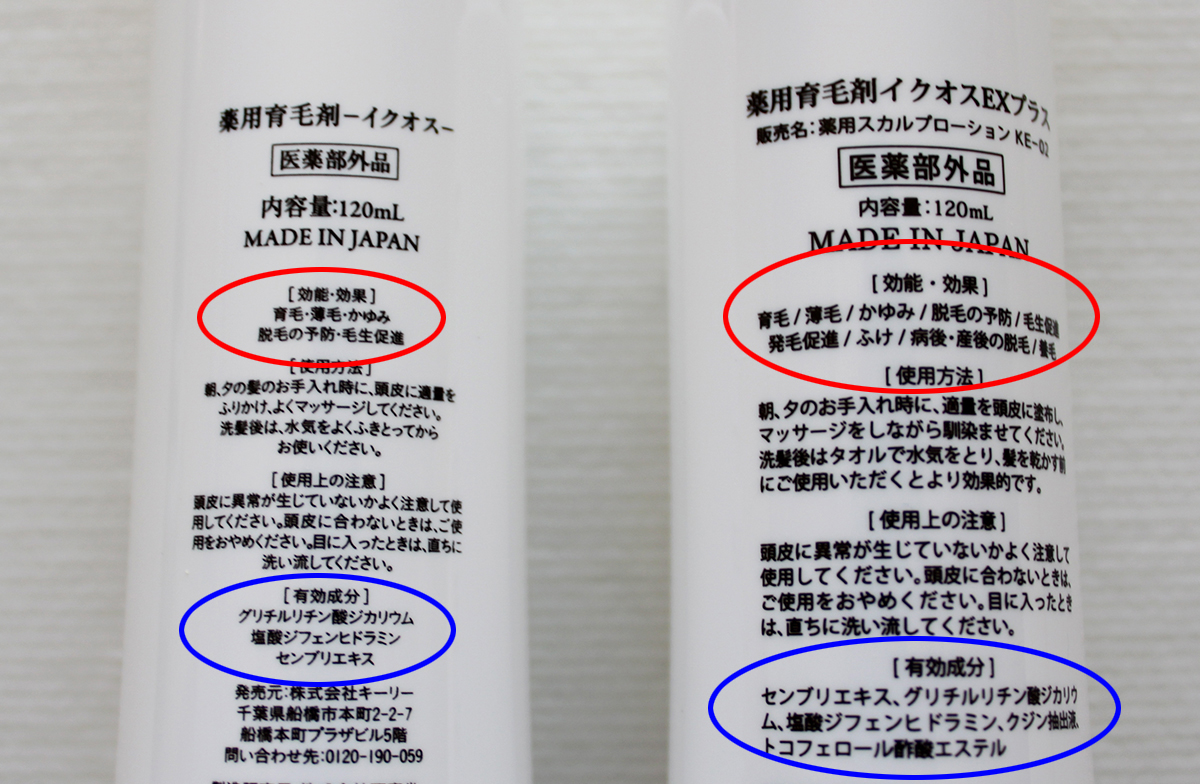 薬用育毛剤－イクオス－
医薬部外品
内容量:120mL
MADE IN JAPAN
[効能・効果]
育毛・薄毛・かゆみ
脱毛の予防・毛生促進
[使用方法]
朝、夕の髪のお手入れ時に、頭皮に適量を
ふりかけ、よくマッサージしてください。
洗髪後は、水気をよくふきとってから
お使いください。
[使用上の注意]
頭皮に異常が生じていないかよく注意して使
用してください。頭皮に合わないときは、ご使
用をおやめください。目に入ったときは、直ちに
洗い流してください。
[有効成分]
グリチルリチン酸ジカリウム
塩酸ジフェンヒドラミン
センブリエキス
発売元:株式会社キーリー
千葉県船橋市本町2-2-7
船橋本町プラザビル5階
問い合わせ先:0120-190-059
薬用育毛剤イクオスEXプラス
販売名:薬用スカルプローション KE-02
医薬部外品
内容量:120mL
MADE IN JAPAN
[効能・効果]
育毛/薄毛/かゆみ/脱毛の予防/毛生促進
発毛促進/ふけ/病後・産後の脱毛/養毛
[使用方法]
朝、夕のお手入れ時に、適量を頭皮に塗布し、
マッサージをしながら馴染ませてください。
洗髪後はタオルで水気をとり、髪を乾かす前
にご使用いただくとより効果的です。
[使用上の注意]
頭皮に異常が生じていないかよく注意して
使用してください。頭皮に合わないときは、
ご使用をおやめください。目に入ったとき
は、直ちに洗い流してください。
[有効成分]
センブリエキス、グリチルリチン酸ジカリウ
ム、塩酸ジフェンヒドラミン、クジン抽出液、
トコフェロール酢酸エステル